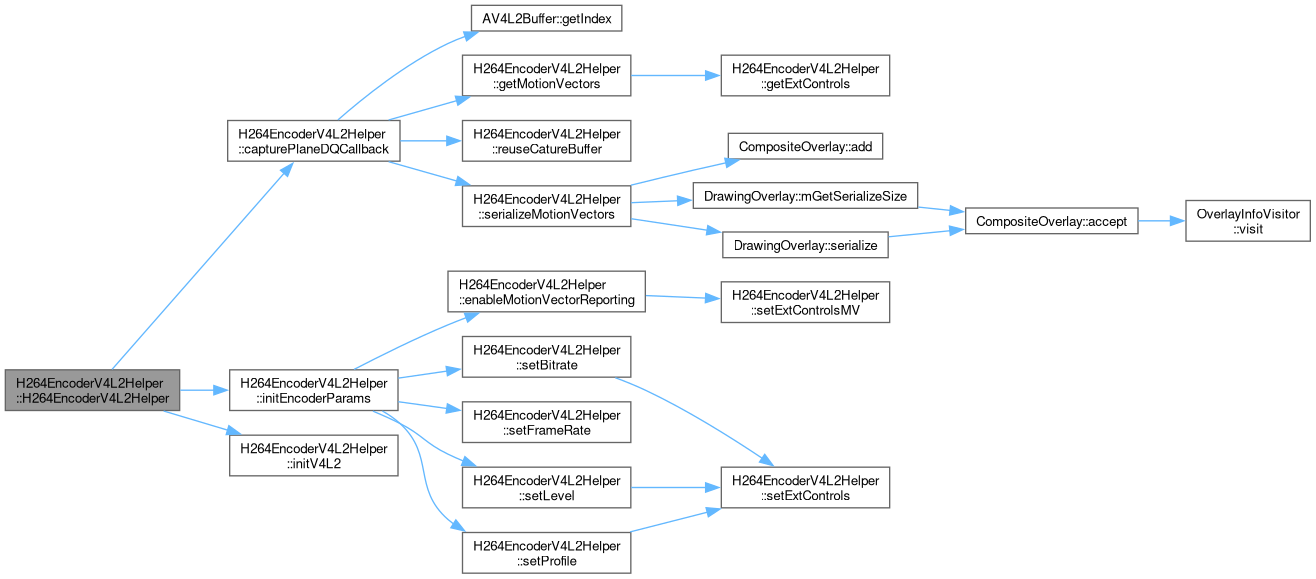 AV4L2Buffer::getIndex
H264EncoderV4L2Helper
::getMotionVectors
H264EncoderV4L2Helper
::getExtControls
H264EncoderV4L2Helper
::capturePlaneDQCallback
H264EncoderV4L2Helper
::reuseCatureBuffer
CompositeOverlay::add
H264EncoderV4L2Helper
::serializeMotionVectors
DrawingOverlay::mGetSerializeSize
DrawingOverlay::serialize
CompositeOverlay::accept
OverlayInfoVisitor
::visit
H264EncoderV4L2Helper
::enableMotionVectorReporting
H264EncoderV4L2Helper
::setExtControlsMV
H264EncoderV4L2Helper
::setBitrate
H264EncoderV4L2Helper
::H264EncoderV4L2Helper
H264EncoderV4L2Helper
::initEncoderParams
H264EncoderV4L2Helper
::setFrameRate
H264EncoderV4L2Helper
::initV4L2
H264EncoderV4L2Helper
::setLevel
H264EncoderV4L2Helper
::setExtControls
H264EncoderV4L2Helper
::setProfile